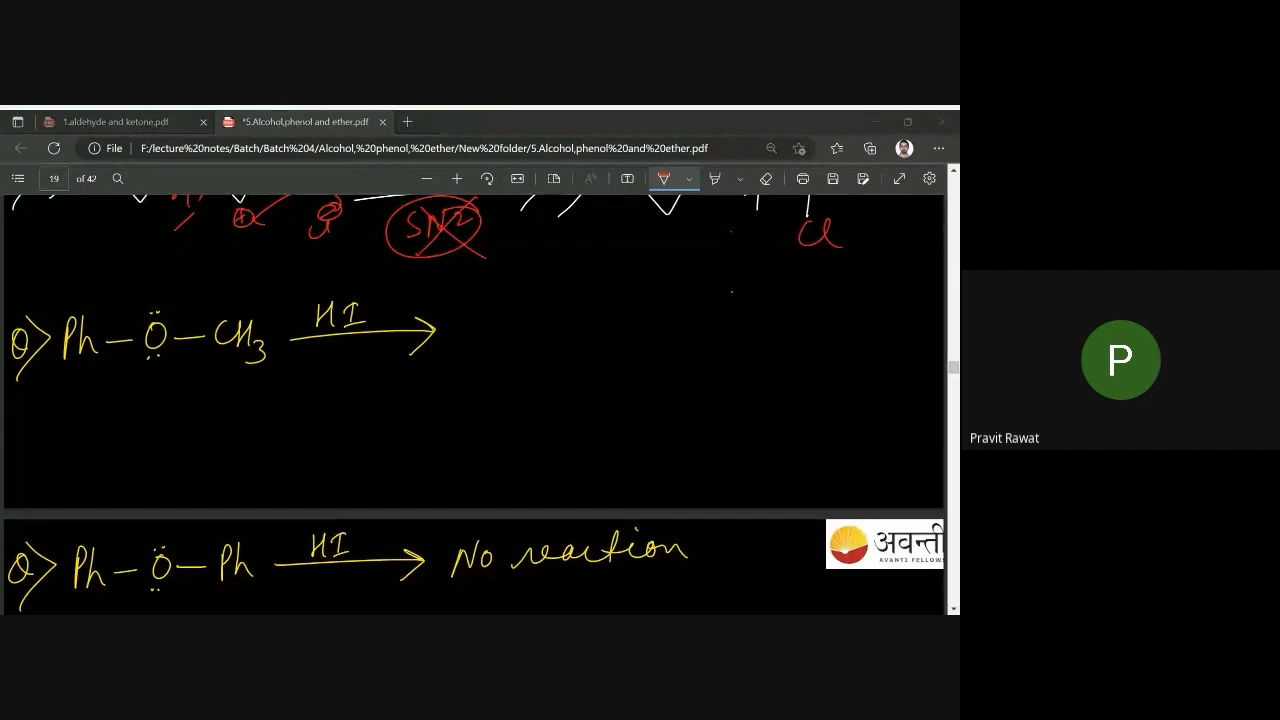 1.aldehyde and ketone.pdf
*5.Alcohol,phenol and ether.pdf
File
F:/lecture%20notes/Batch/Batch%204/Alcohol,%20phenol,%20ether/New%20folder/5.Alcohol,phenol%20and%20ether.pdf
19 of 42
SN2
Cl
Q> Ph – Ö – CH3 HI →
Q> Ph – Ö – Ph HI → No reaction
अवन्ती
AVANTI FELLOWS
P
Pravit Rawat